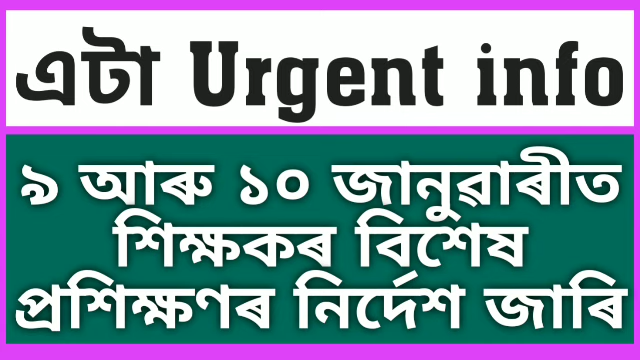 এটা Urgent info
৯ আৰু ১০ জানুৱাৰীত
শিক্ষকৰ বিশেষ
প্ৰশিক্ষণৰ নিৰ্দেশ জাৰি